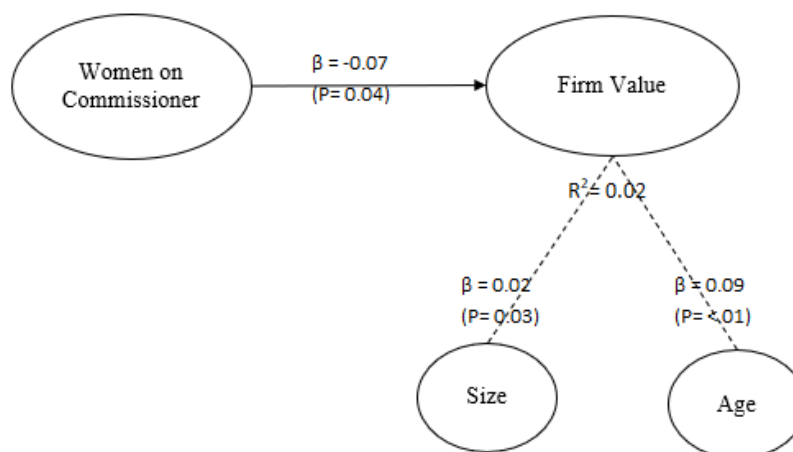 β = -0.07
(P= 0.04)
Women on
Commissioner
Firm Value
R²= 0.02
β = 0.02
(P= 0.03)
β = 0.09
(P= <.01)
Size
Age